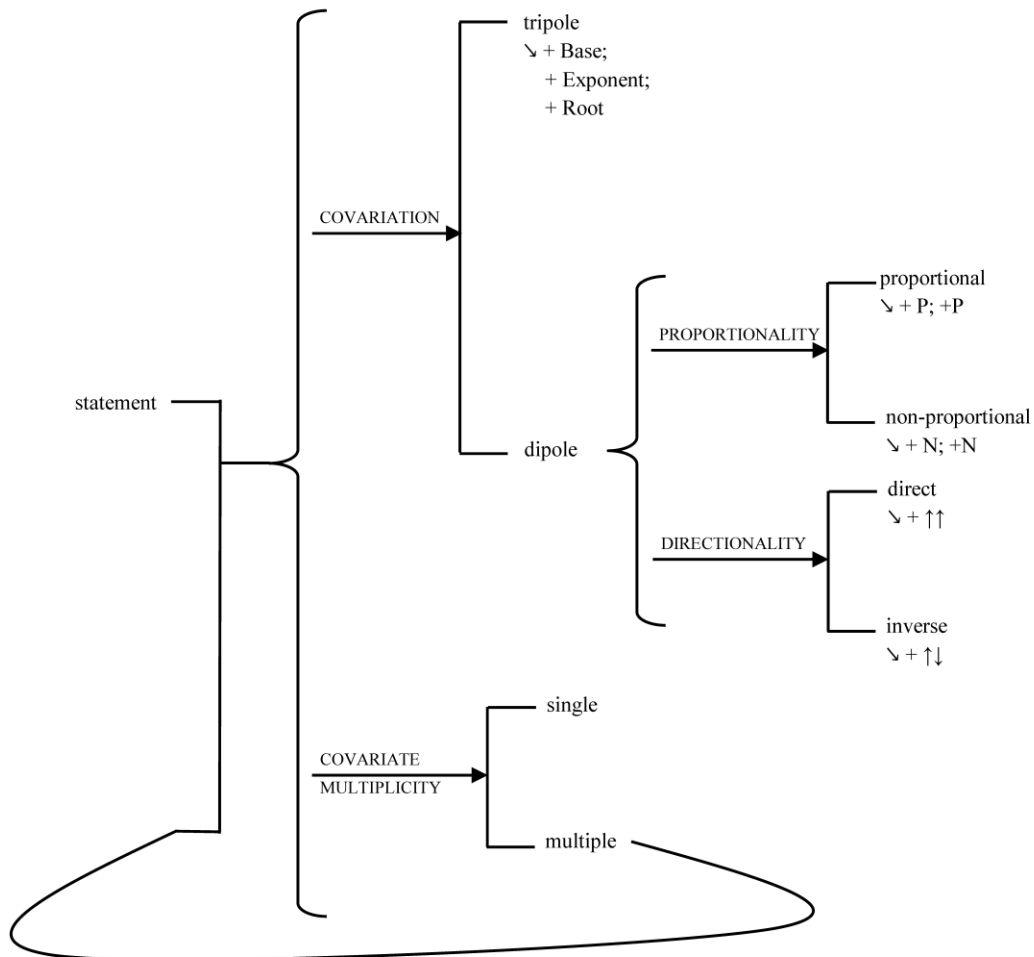 tripole
↘ + Base;
+ Exponent;
+ Root
COVARIATION
proportional
↘ + P; +P
PROPORTIONALITY
statement
non-proportional
↘ + N; +N
dipole
direct
↘ + ↑↑
DIRECTIONALITY
inverse
↘ + ↑↓
single
COVARIATE
MULTIPLICITY
multiple